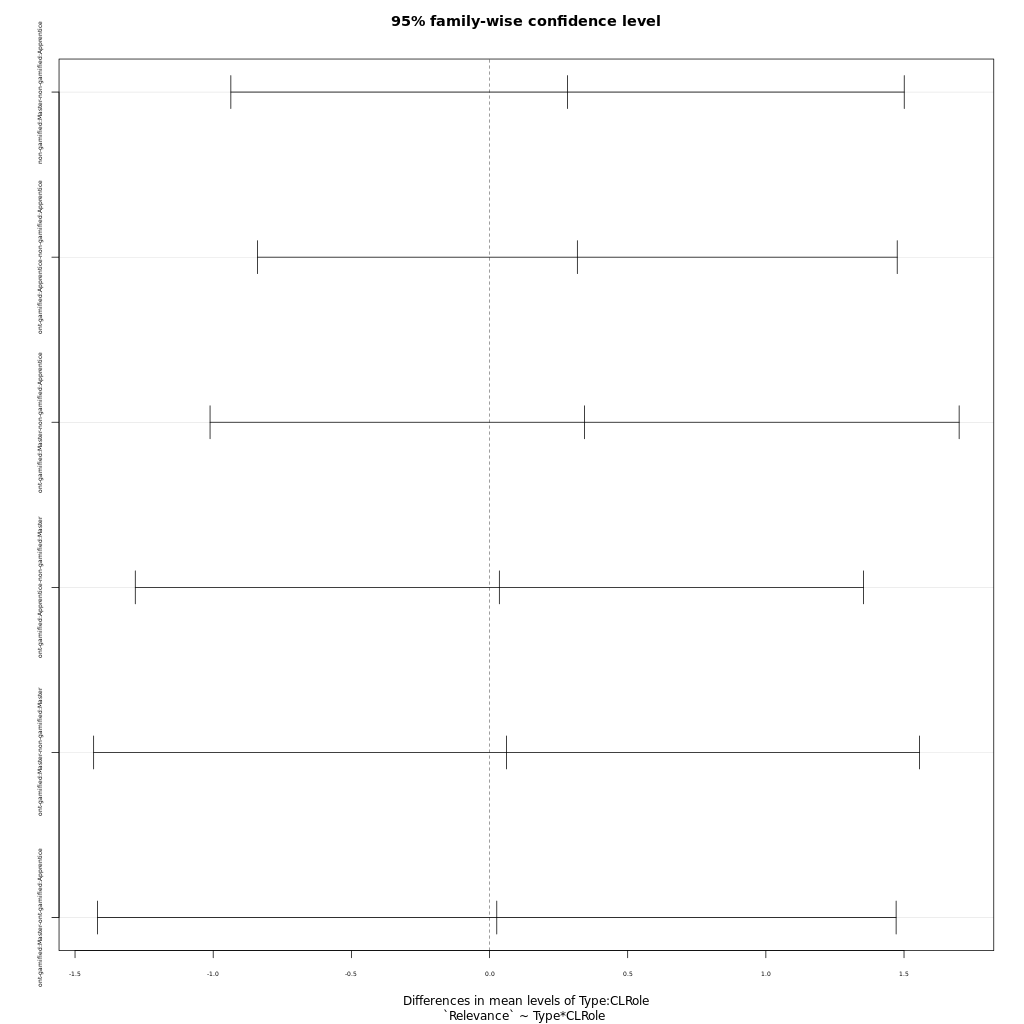 95% family-wise confidence level
non-gamified:Master-non-gamified:Apprentice
ont-gamified:Apprentice-non-gamified:Apprentice
ont-gamified:Master-non-gamified:Apprentice
ont-gamified:Apprentice-non-gamified:Master
ont-gamified:Master-non-gamified:Master
ont-gamified:Master-ont-gamified:Apprentice
-1.5 -1.0 -0.5 0.0 0.5 1.0 1.5
Differences in mean levels of Type:CLRole
`Relevance` ~ Type*CLRole